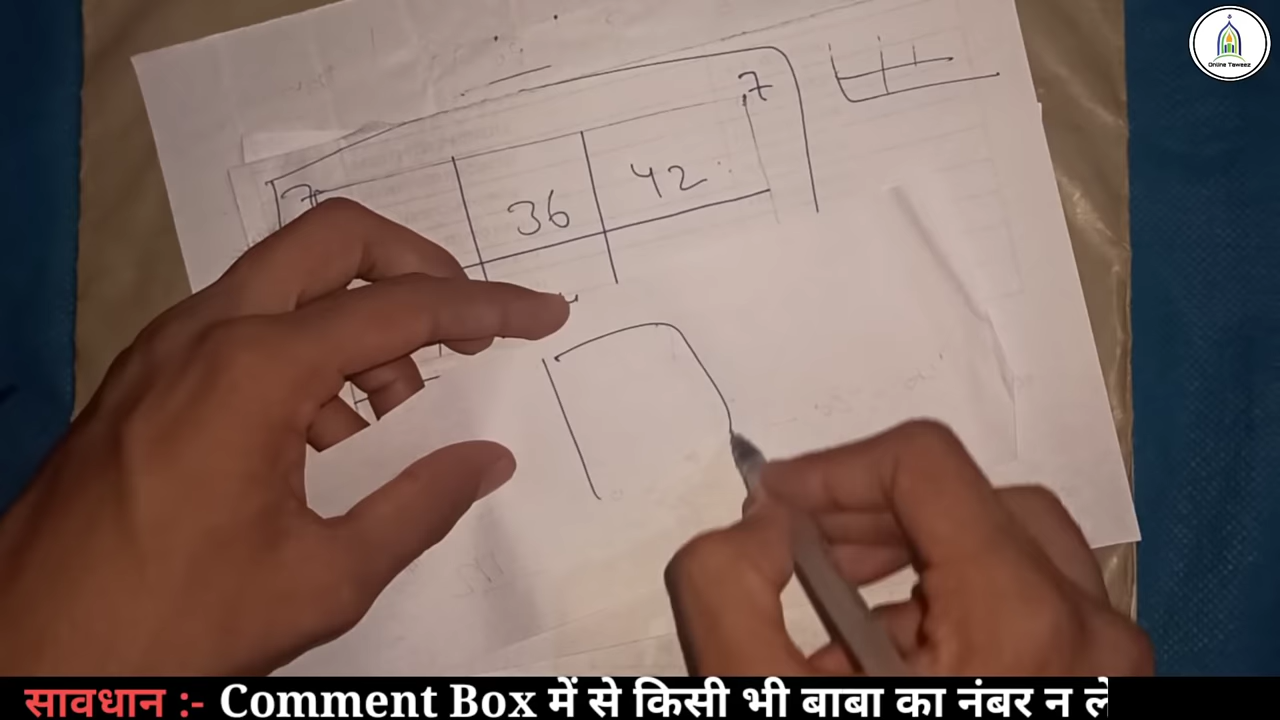 Online Taweez
7
7
36
42
सावधान :- Comment Box में से किसी भी बाबा का नंबर न ले